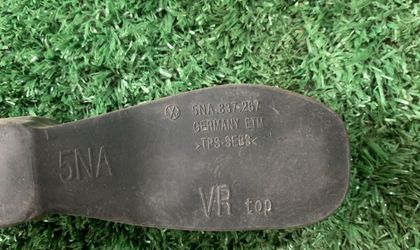 5NA-837-267
GERMANY ETM
>TPS-SEBS<
5NA
VR top